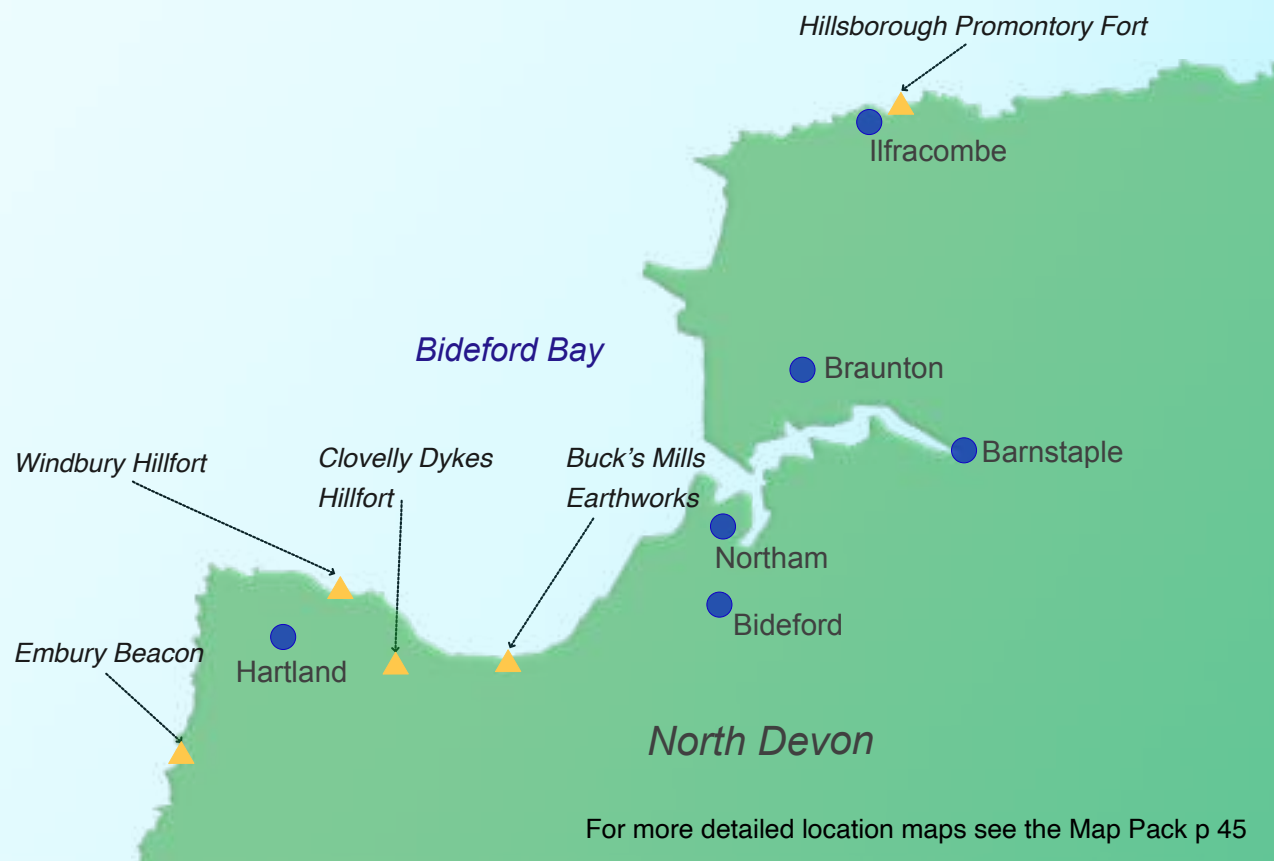 Hillsborough Promontory Fort
Ilfracombe
Bideford Bay
Braunton
Barnstaple
Windbury Hillfort
Clovelly Dykes
Hillfort
Buck's Mills
Earthworks
Northam
Bideford
Embury Beacon
Hartland
North Devon
For more detailed location maps see the Map Pack p 45